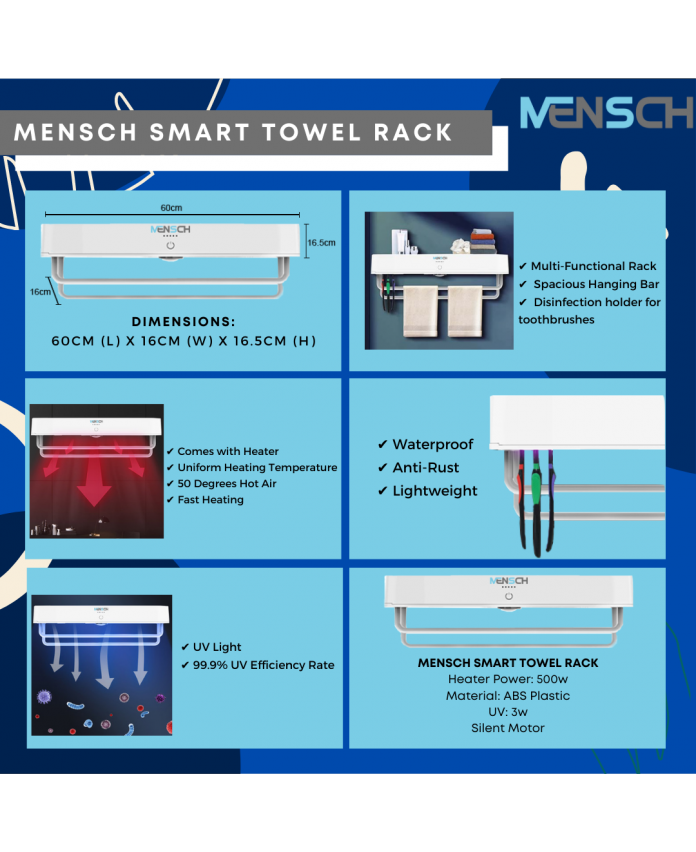 MENSCH SMART TOWEL RACK
MENSCH
60cm
MENSCH
16.5cm
16cm
DIMENSIONS:
60CM (L) X 16CM (W) X 16.5CM (H)
✔ Multi-Functional Rack
✔ Spacious Hanging Bar
✔ Disinfection holder for
toothbrushes
MENSCH
✔ Comes with Heater
✔ Uniform Heating Temperature
✔ 50 Degrees Hot Air
✔ Fast Heating
✔ Waterproof
✔ Anti-Rust
✔ Lightweight
✔ UV Light
✔ 99.9% UV Efficiency Rate
MENSCH
MENSCH SMART TOWEL RACK
Heater Power: 500w
Material: ABS Plastic
UV: 3w
Silent Motor